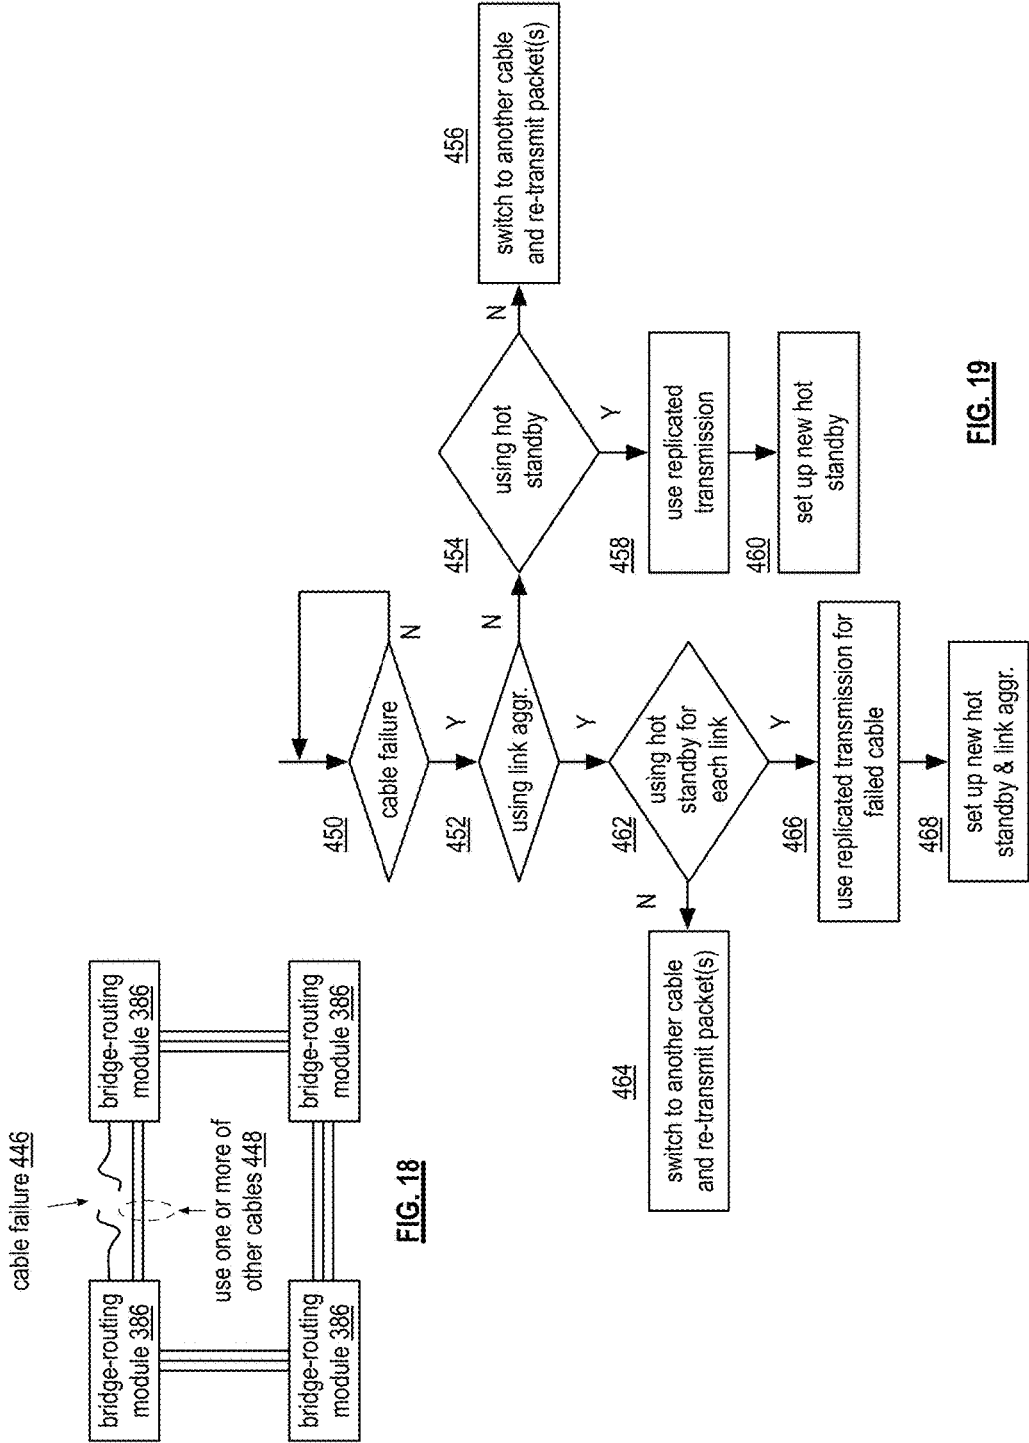 cable failure 446
bridge-routing
module 386
bridge-routing
module 386
use one or more of
other cables 448
bridge-routing
module 386
bridge-routing
module 386
FIG. 18
450
cable failure
N
Y
452
using link aggr.
N
Y
454
using hot
standby
N
Y
456
switch to another cable
and re-transmit packet(s)
458
use replicated
transmission
460
set up new hot
standby
462
using hot
standby for
each link
N
Y
464
switch to another cable
and re-transmit packet(s)
466
use replicated transmission for
failed cable
468
set up new hot
standby & link aggr.
FIG. 19